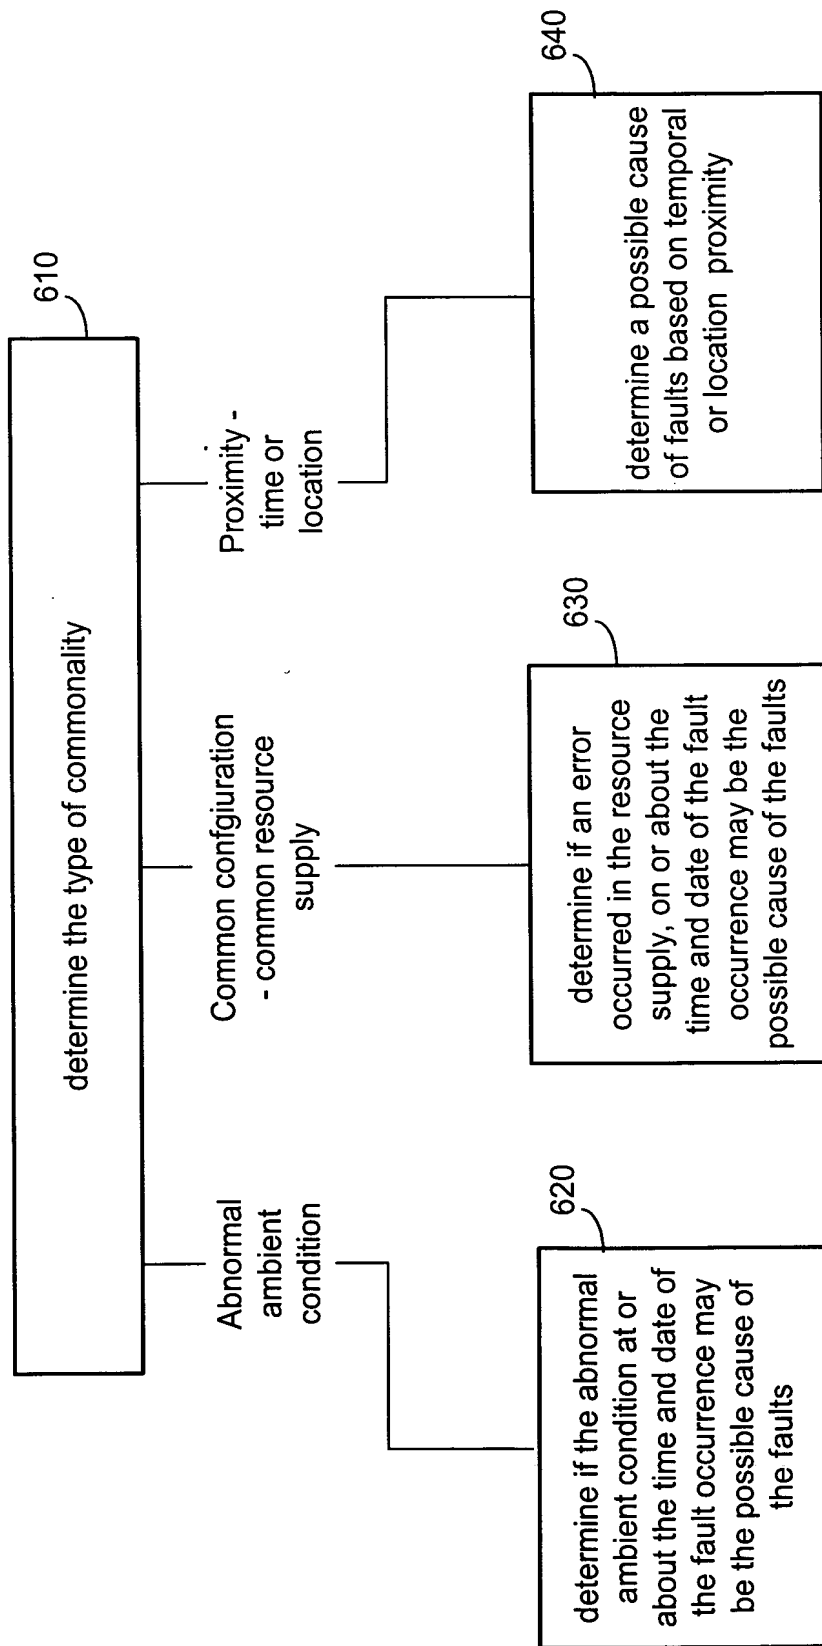 610
determine the type of commonality
Abnormal
ambient
condition
Common confgiuration
- common resource
supply
Proximity -
time or
location
620
determine if the abnormal
ambient condition at or
about the time and date of
the fault occurrence may
be the possible cause of
the faults
630
determine if an error
occurred in the resource
supply, on or about the
time and date of the fault
occurrence may be the
possible cause of the faults
640
determine a possible cause
of faults based on temporal
or location proximity